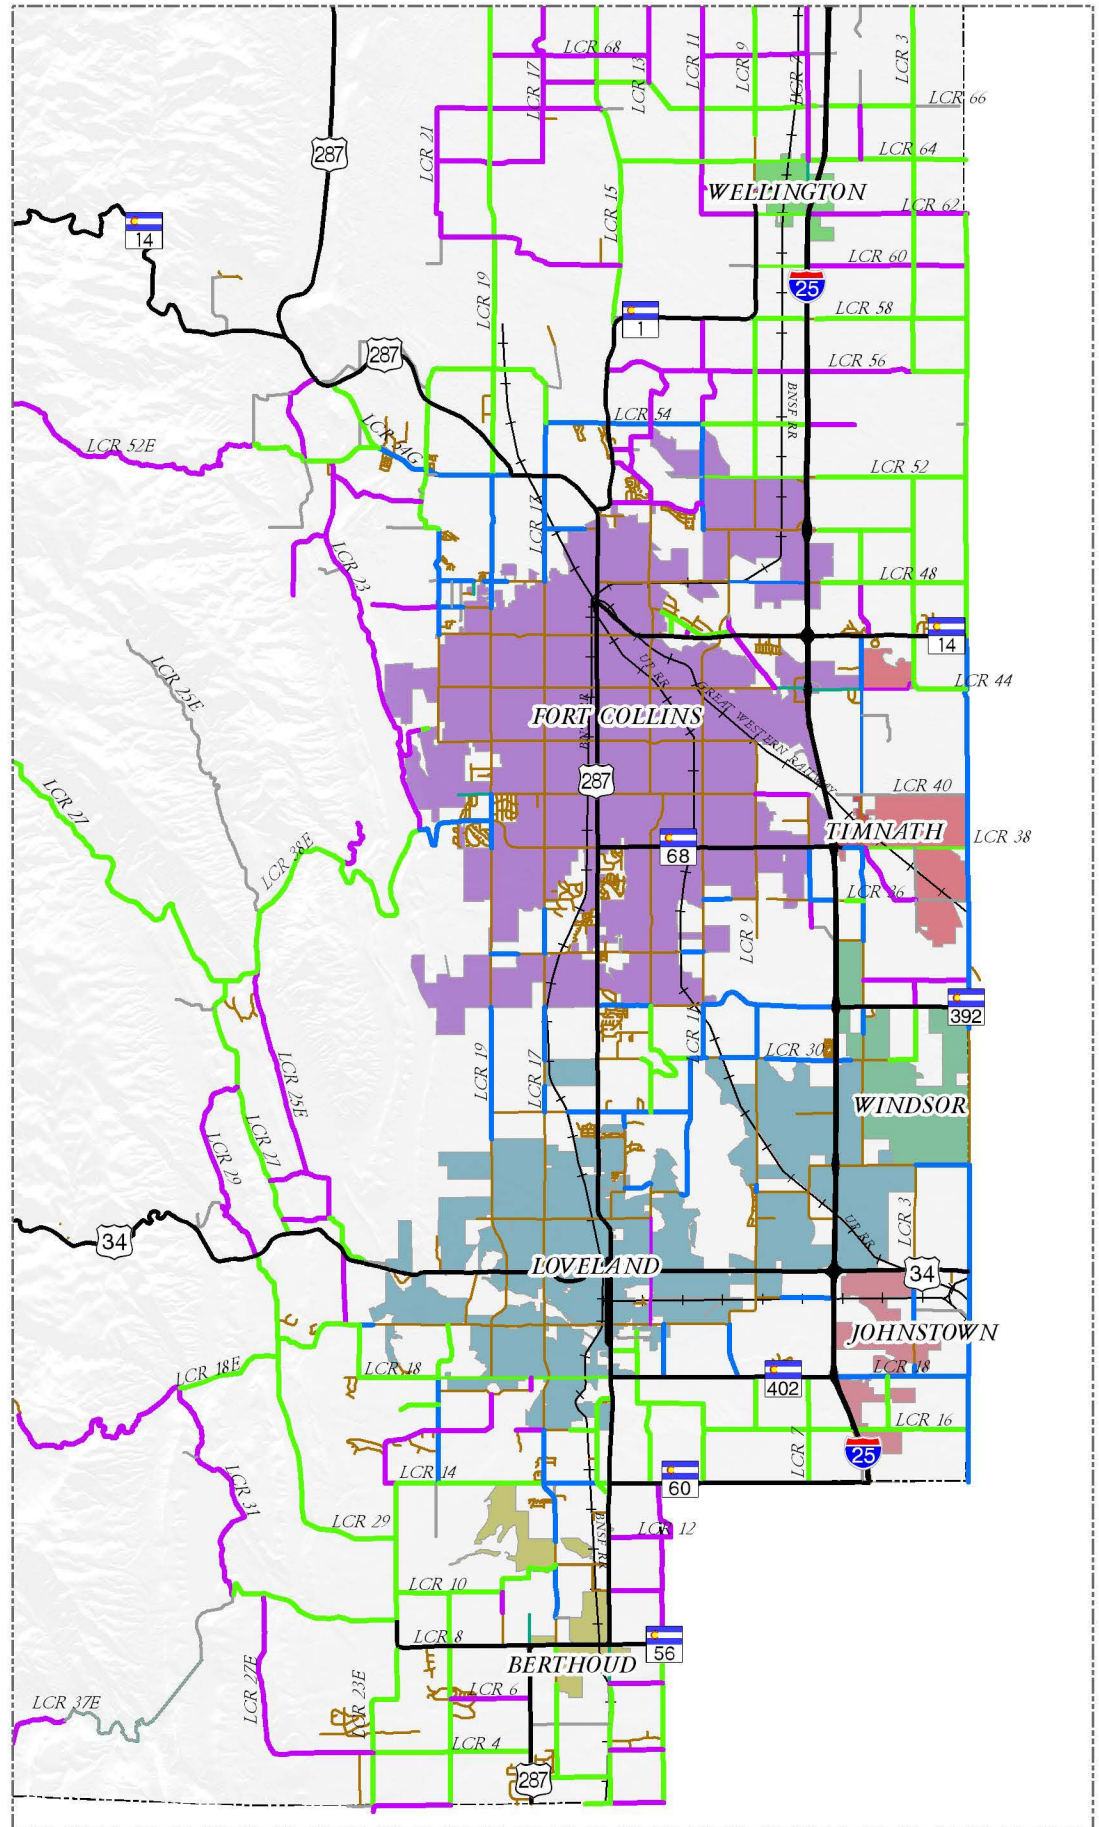 LCR 68
LCR 17
LCR 13
LCR 11
LCR 9
LCR 3
LCR 66
LCR 21
287
LCR 64
WELLINGTON
LCR 62
LCR 15
14
LCR 60
25
LCR 19
LCR 58
1
287
LCR 56
BNSF RR
LCR 54
LCR 52E
LCR 54G
LCR 52
LCR 17
LCR 23
LCR 48
14
UP RR
LCR 25E
LCR 44
GREAT WESTERN RAILWAY
FORT COLLINS
287
LCR 40
LCR 27
TIMNATH
LCR 38
68
LCR 38E
LCR 36
LCR 9
392
LCR 11
LCR 30
LCR 19
LCR 17
LCR 25E
WINDSOR
LCR 27
LCR 29
LCR 3
UP RR
34
LOVELAND
34
JOHNSTOWN
LCR 18E
LCR 18
LCR 18
402
LCR 16
LCR 7
25
LCR 14
60
LCR 31
LCR 29
BNSF RR
LCR 12
LCR 10
LCR 8
56
BERTHOUD
LCR 27E
LCR 23E
LCR 6
LCR 37E
LCR 4
287